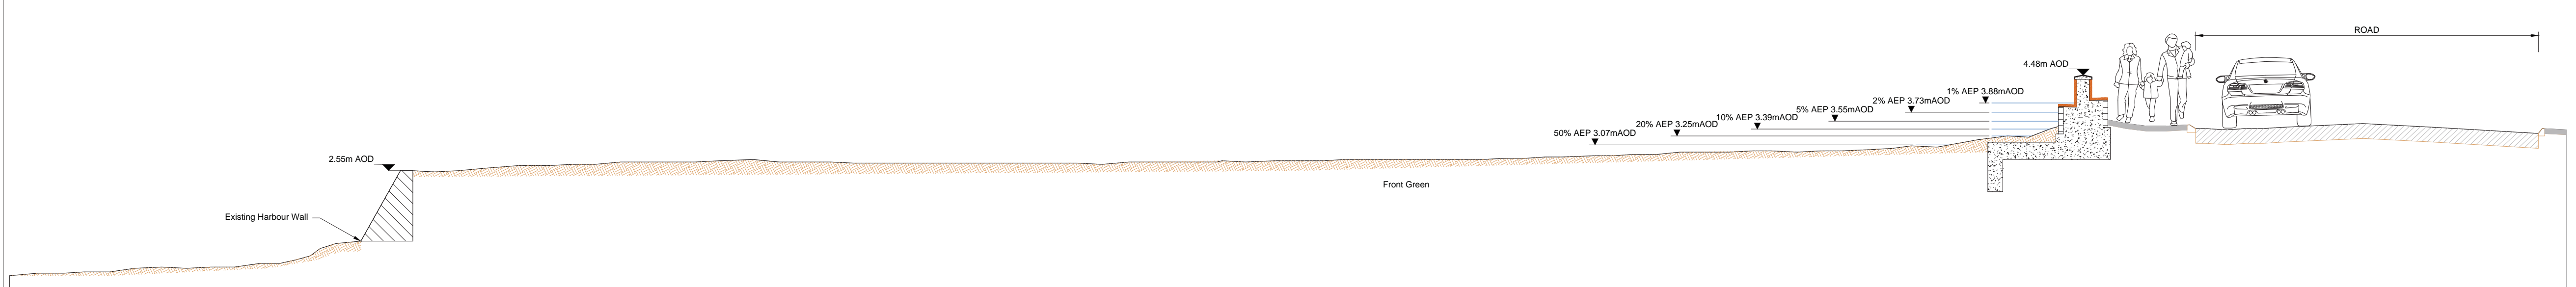 ROAD
4.48m AOD
1% AEP 3.88mAOD
2% AEP 3.73mAOD
5% AEP 3.55mAOD
10% AEP 3.39mAOD
20% AEP 3.25mAOD
50% AEP 3.07mAOD
2.55m AOD
Front Green
Existing Harbour Wall